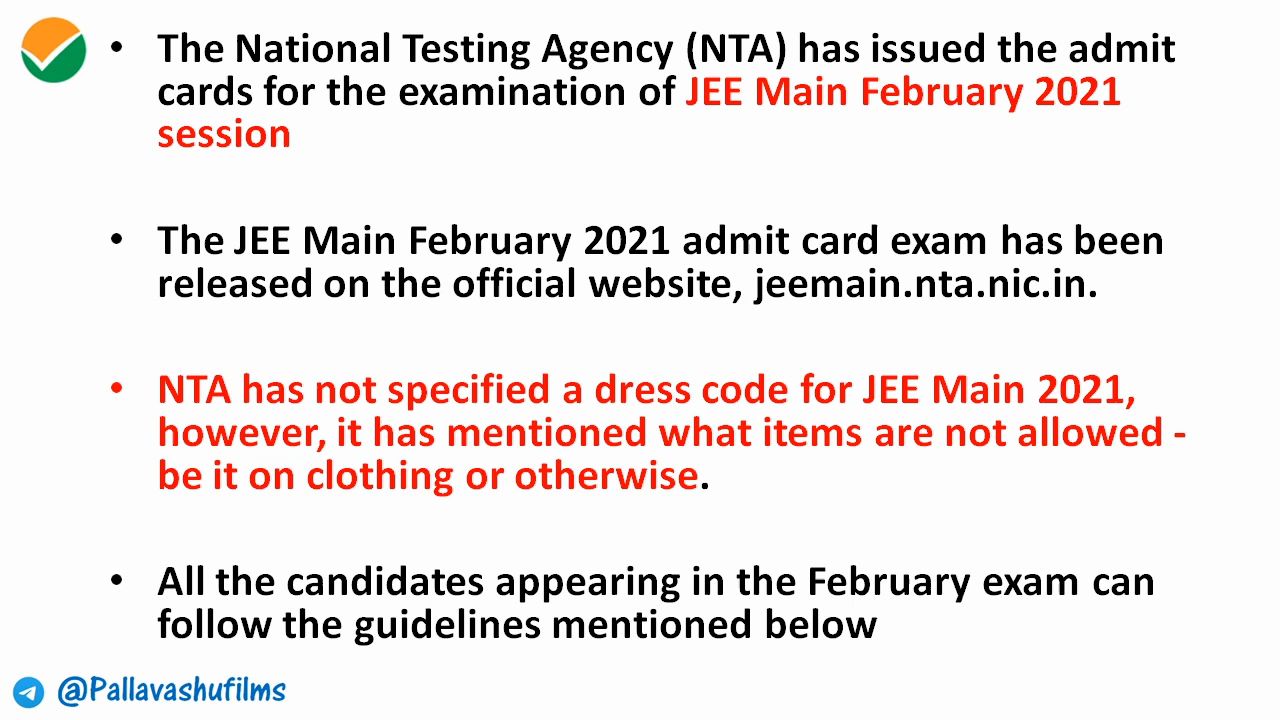 • The National Testing Agency (NTA) has issued the admit
cards for the examination of JEE Main February 2021
session
• The JEE Main February 2021 admit card exam has been
released on the official website, jeemain.nta.nic.in.
• NTA has not specified a dress code for JEE Main 2021,
however, it has mentioned what items are not allowed -
be it on clothing or otherwise.
• All the candidates appearing in the February exam can
follow the guidelines mentioned below
@Pallavashufilms